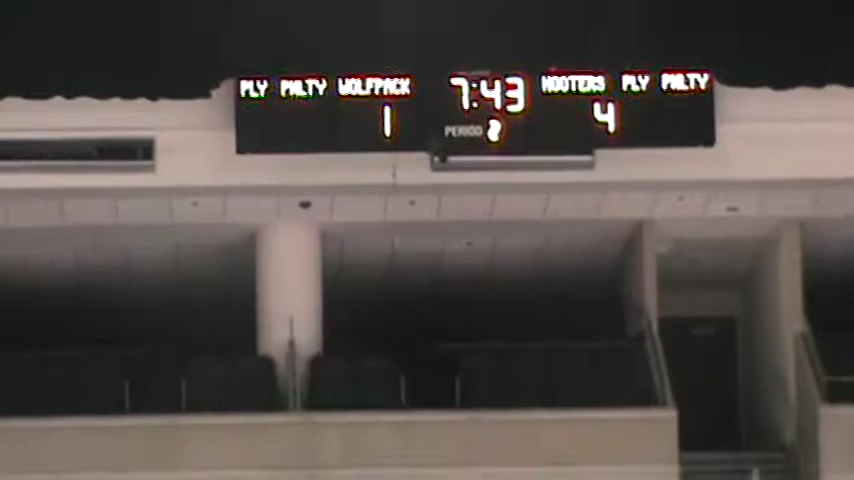 PLY PNLTY WOLFPACK 7:43 HOOTERS PLY PNLTY
1 PERIOD 2 4